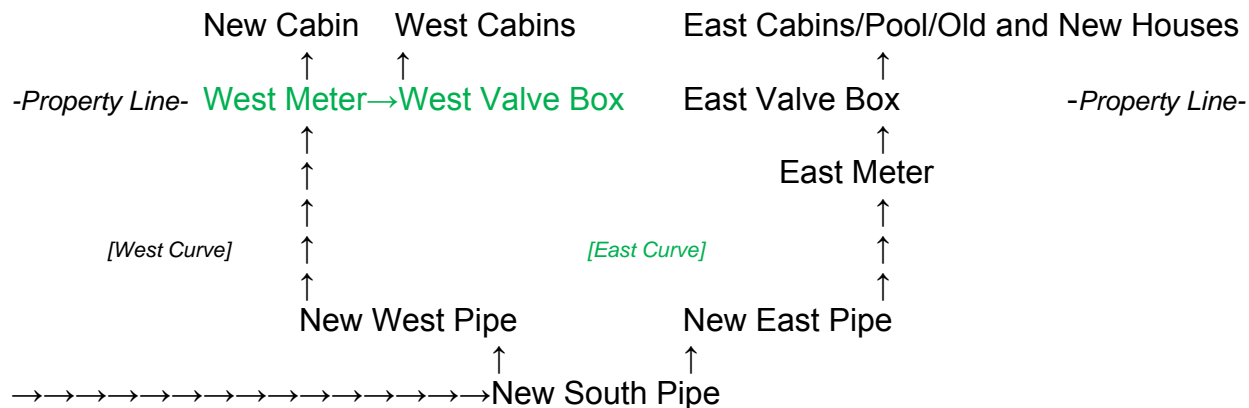 New Cabin West Cabins East Cabins/Pool/Old and New Houses
↑ ↑ ↑
-Property Line- West Meter→West Valve Box East Valve Box -Property Line-
↑ ↑
↑ East Meter
↑ ↑
[West Curve] ↑ [East Curve] ↑
↑ ↑
New West Pipe New East Pipe
↑ ↑
→→→→→→→→→→→→→→→New South Pipe